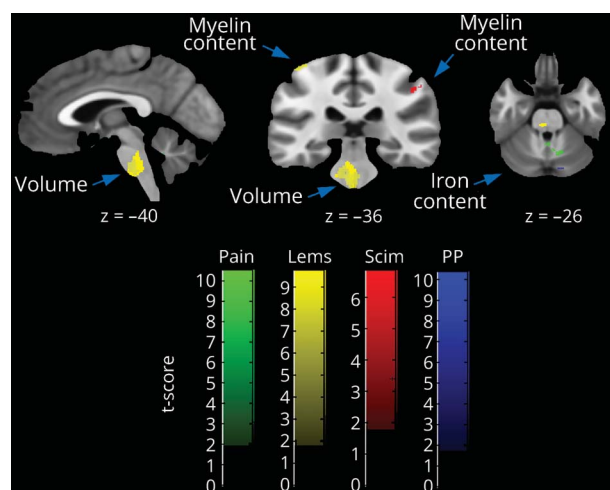 Myelin
content
Myelin
content
Volume
Volume
Iron
content
z = –40
z = –36
z = –26
Pain
Lems
Scim
PP
t-score
10
9
8
7
6
5
4
3
2
1
0
9
8
7
6
5
4
3
2
1
0
6
5
4
3
2
1
0
10
9
8
7
6
5
4
3
2
1
0